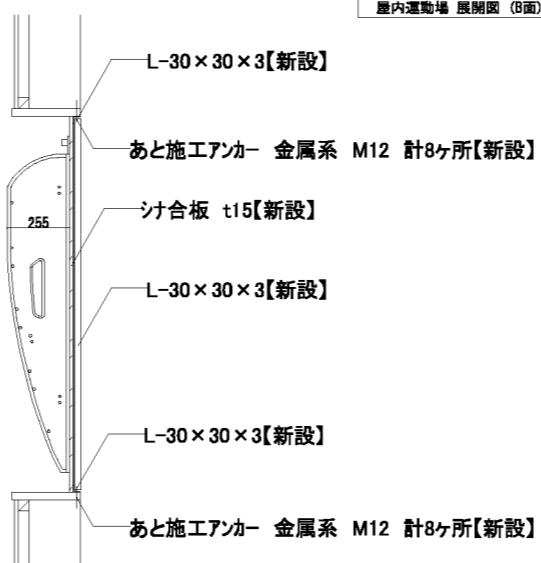 屋内運動場 展開図 (B面)
L-30×30×3【新設】
あと施工アンカー 金属系 M12 計8ヶ所【新設】
シナ合板 t15【新設】
255
L-30×30×3【新設】
L-30×30×3【新設】
あと施工アンカー 金属系 M12 計8ヶ所【新設】